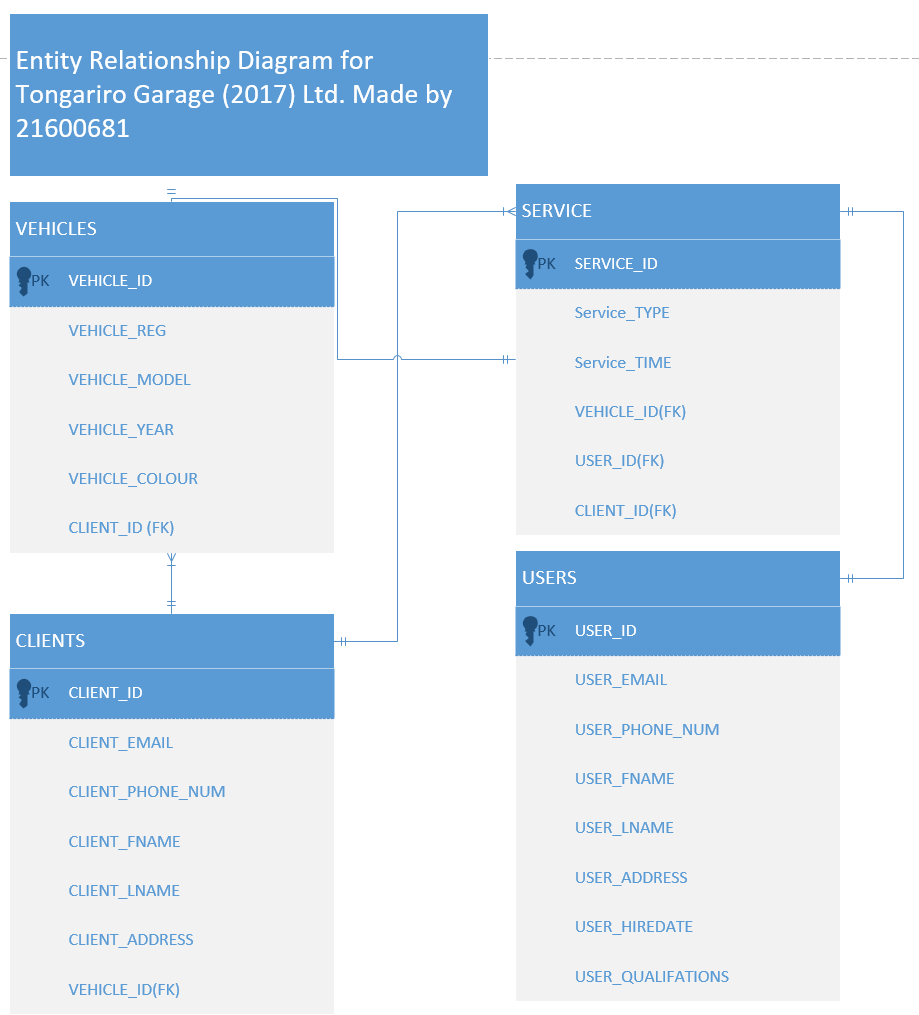 Entity Relationship Diagram for
Tongariro Garage (2017) Ltd. Made by
21600681
VEHICLES
PK VEHICLE_ID
VEHICLE_REG
VEHICLE_MODEL
VEHICLE_YEAR
VEHICLE_COLOUR
CLIENT_ID (FK)
SERVICE
PK SERVICE_ID
Service_TYPE
Service_TIME
VEHICLE_ID(FK)
USER_ID(FK)
CLIENT_ID(FK)
CLIENTS
PK CLIENT_ID
CLIENT_EMAIL
CLIENT_PHONE_NUM
CLIENT_FNAME
CLIENT_LNAME
CLIENT_ADDRESS
VEHICLE_ID(FK)
USERS
PK USER_ID
USER_EMAIL
USER_PHONE_NUM
USER_FNAME
USER_LNAME
USER_ADDRESS
USER_HIREDATE
USER_QUALIFATIONS